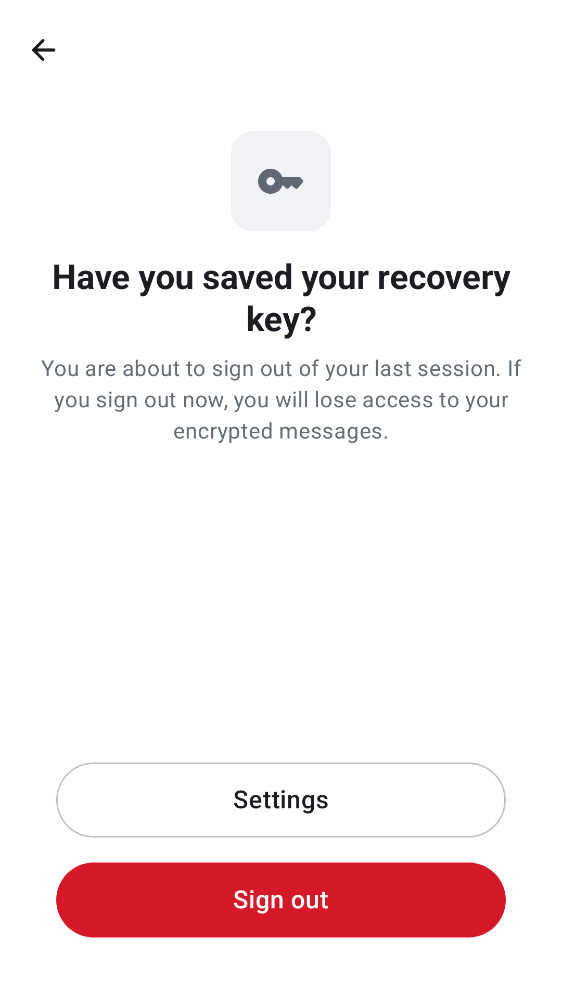 Have you saved your recovery
key?
You are about to sign out of your last session. If
you sign out now, you will lose access to your
encrypted messages.
Settings
Sign out